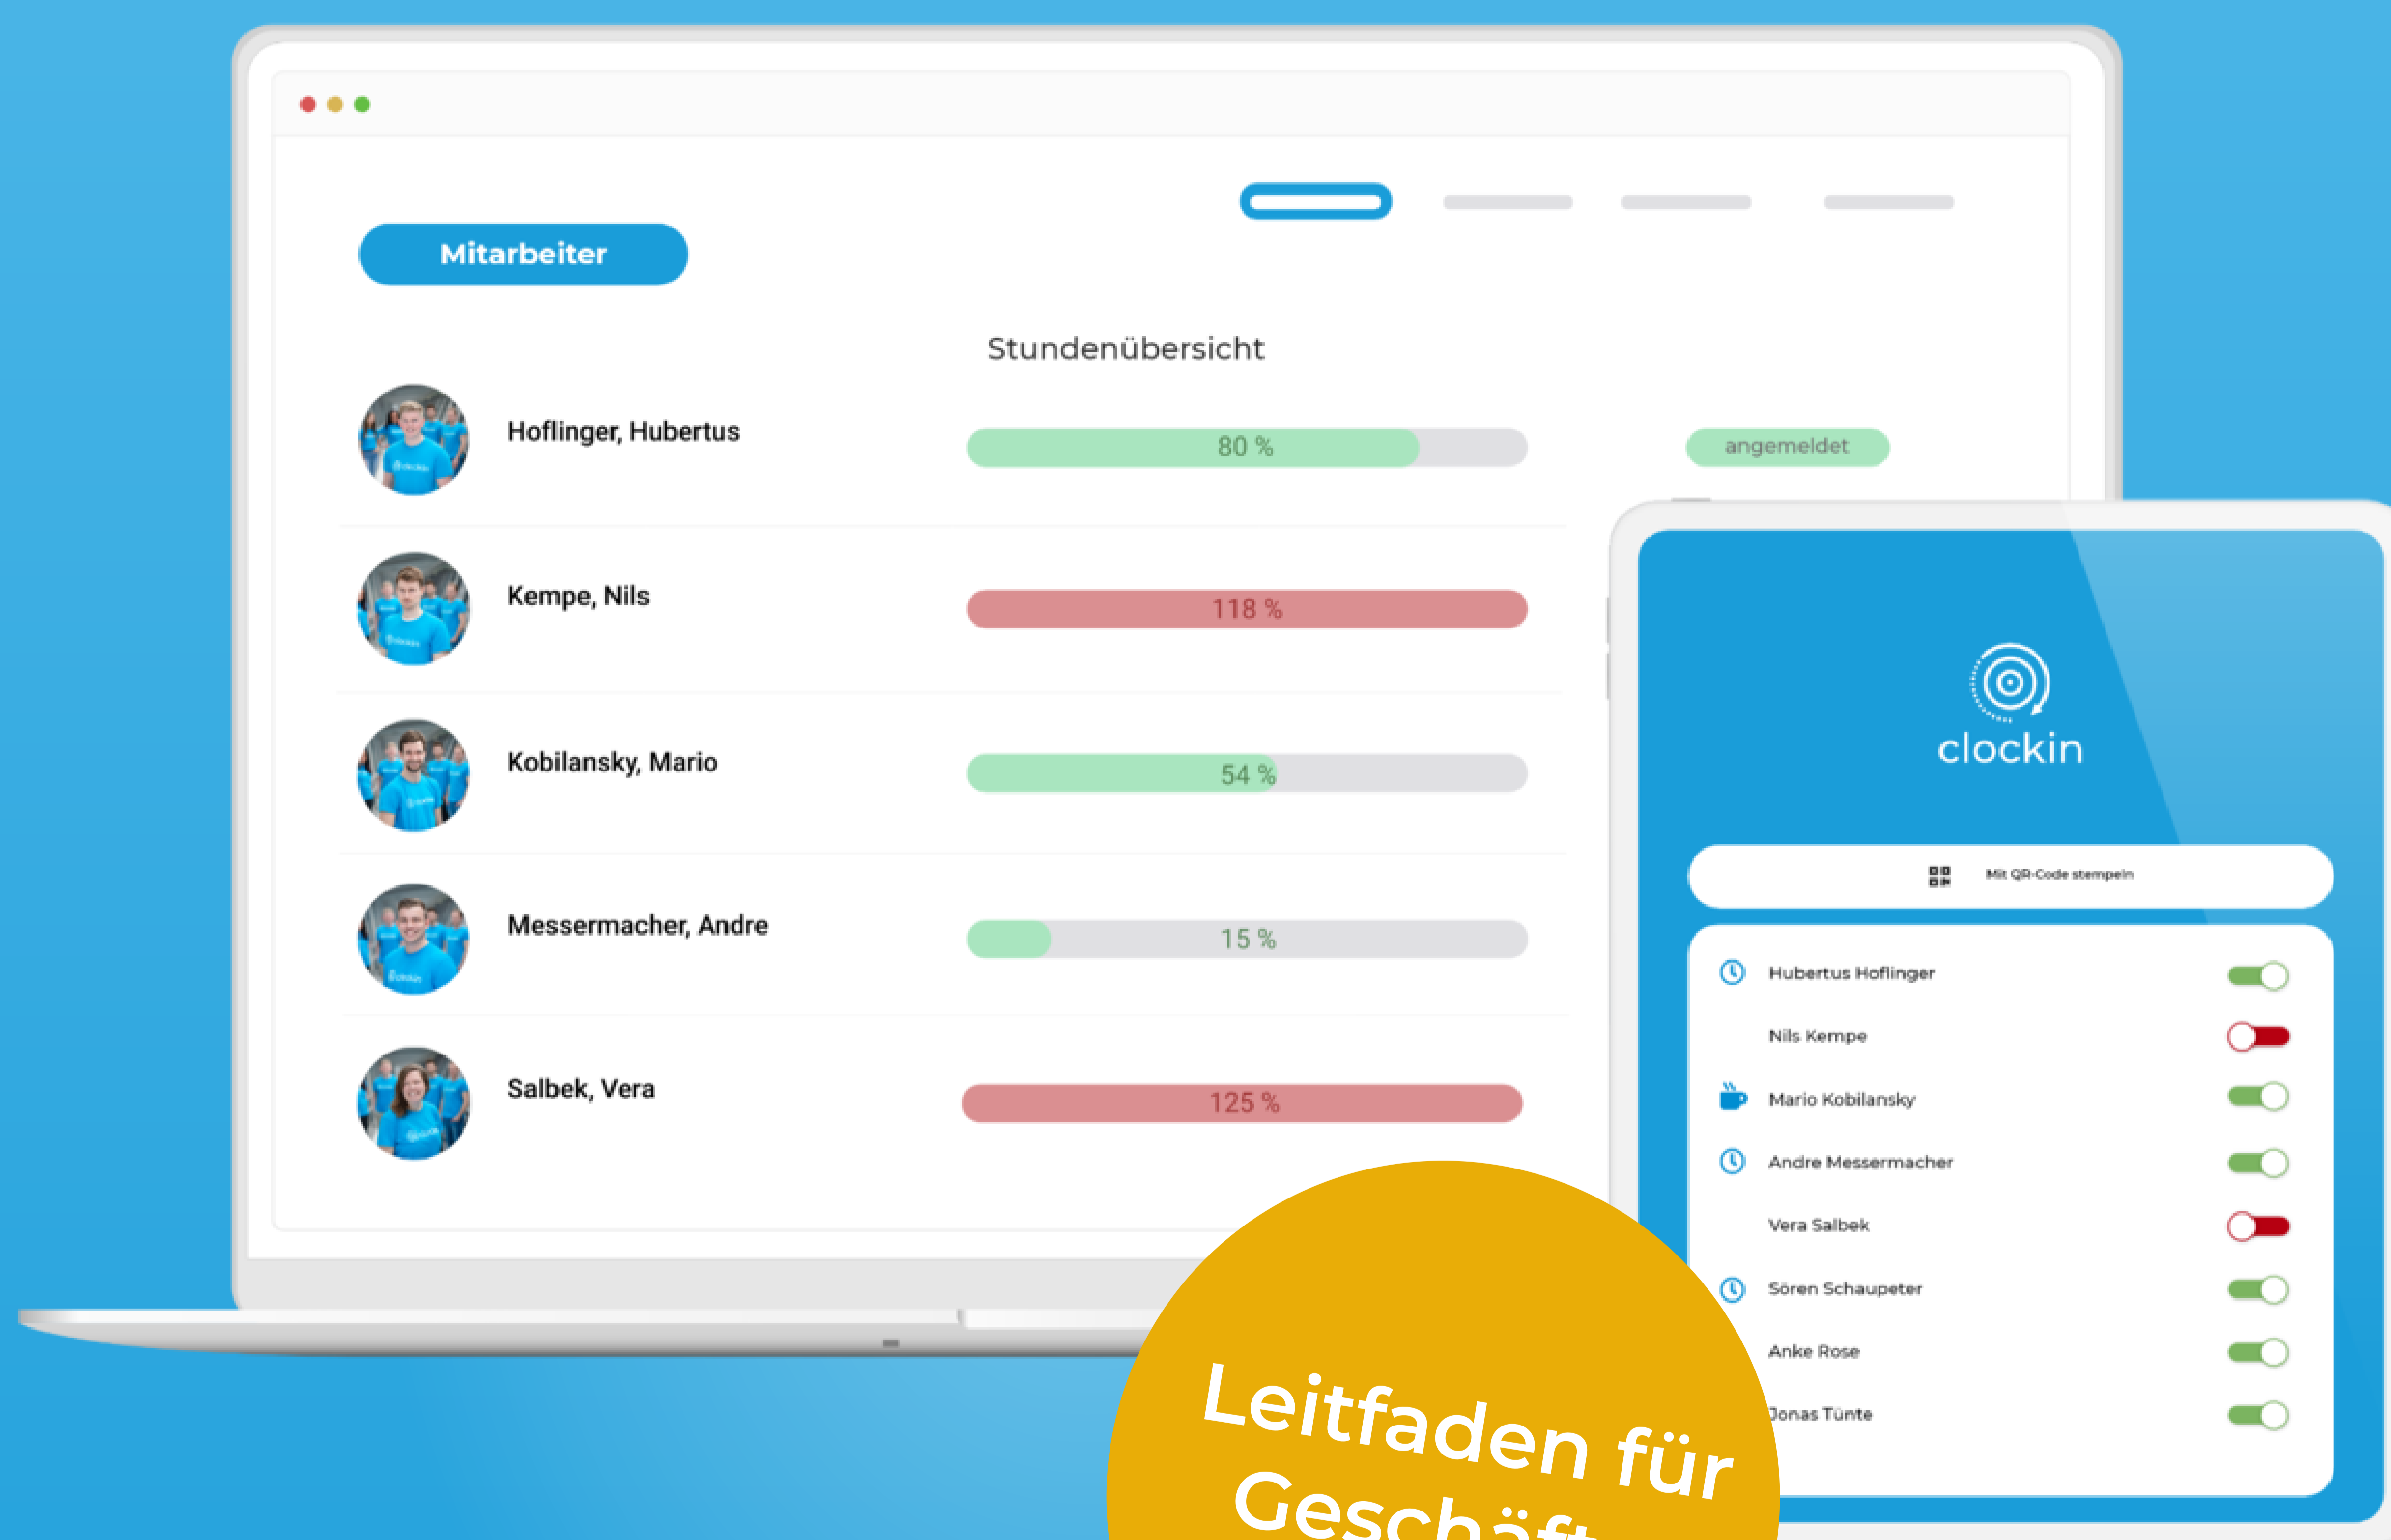 Mitarbeiter
Stundenübersicht
Hoflinger, Hubertus
80 %
angemeldet
Kempe, Nils
118 %
Kobilansky, Mario
54 %
Messermacher, Andre
15 %
Salbek, Vera
125 %
clockin
Mit QR-Code stempeln
Hubertus Hoflinger
Nils Kempe
Mario Kobilansky
Andre Messermacher
Vera Salbek
Sören Schaupeter
Anke Rose
Jonas Tünte
Leitfaden für